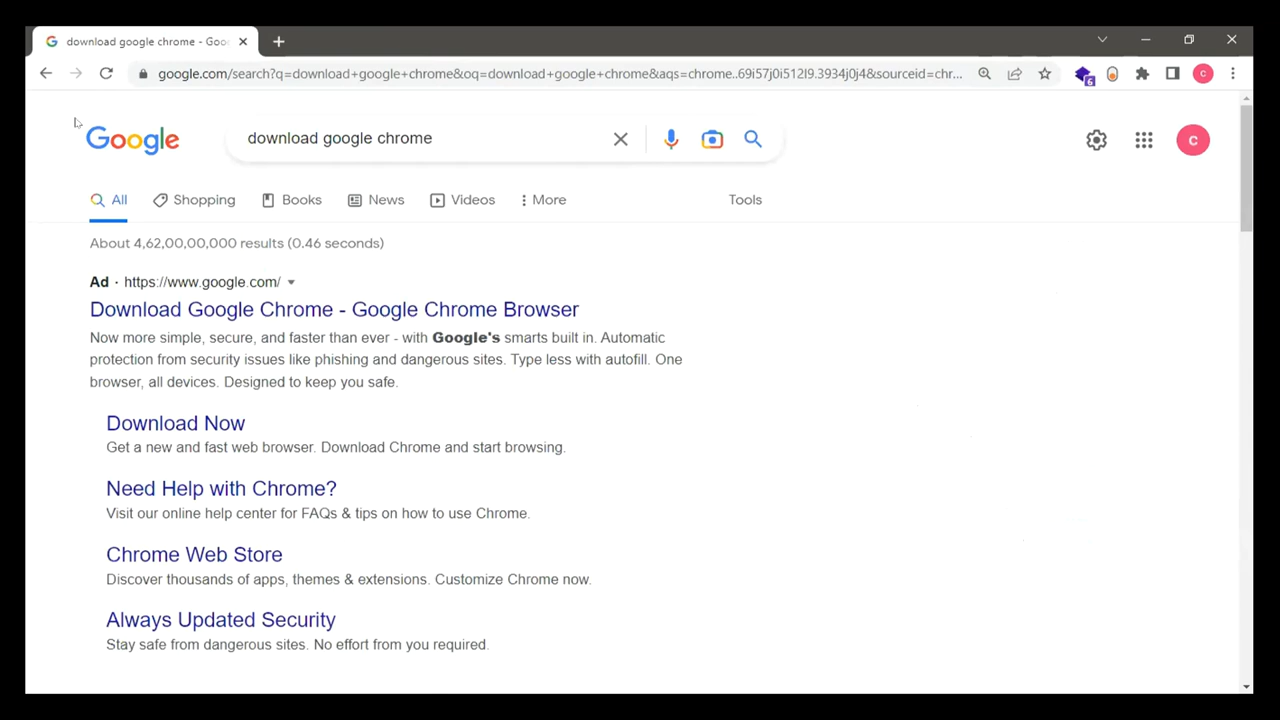 download google chrome - Goo
google.com/search?q=download+google+chrome&oq=download+google+chrome&aqs=chrome..69i57j0i512l9.3934j0j4&sourceid=chr...
6
C
Google
download google chrome
C
All
Shopping
Books
News
Videos
More
Tools
About 4,62,00,00,000 results (0.46 seconds)
Ad · https://www.google.com/
Download Google Chrome - Google Chrome Browser
Now more simple, secure, and faster than ever - with Google's smarts built in. Automatic
protection from security issues like phishing and dangerous sites. Type less with autofill. One
browser, all devices. Designed to keep you safe.
Download Now
Get a new and fast web browser. Download Chrome and start browsing.
Need Help with Chrome?
Visit our online help center for FAQs & tips on how to use Chrome.
Chrome Web Store
Discover thousands of apps, themes & extensions. Customize Chrome now.
Always Updated Security
Stay safe from dangerous sites. No effort from you required.